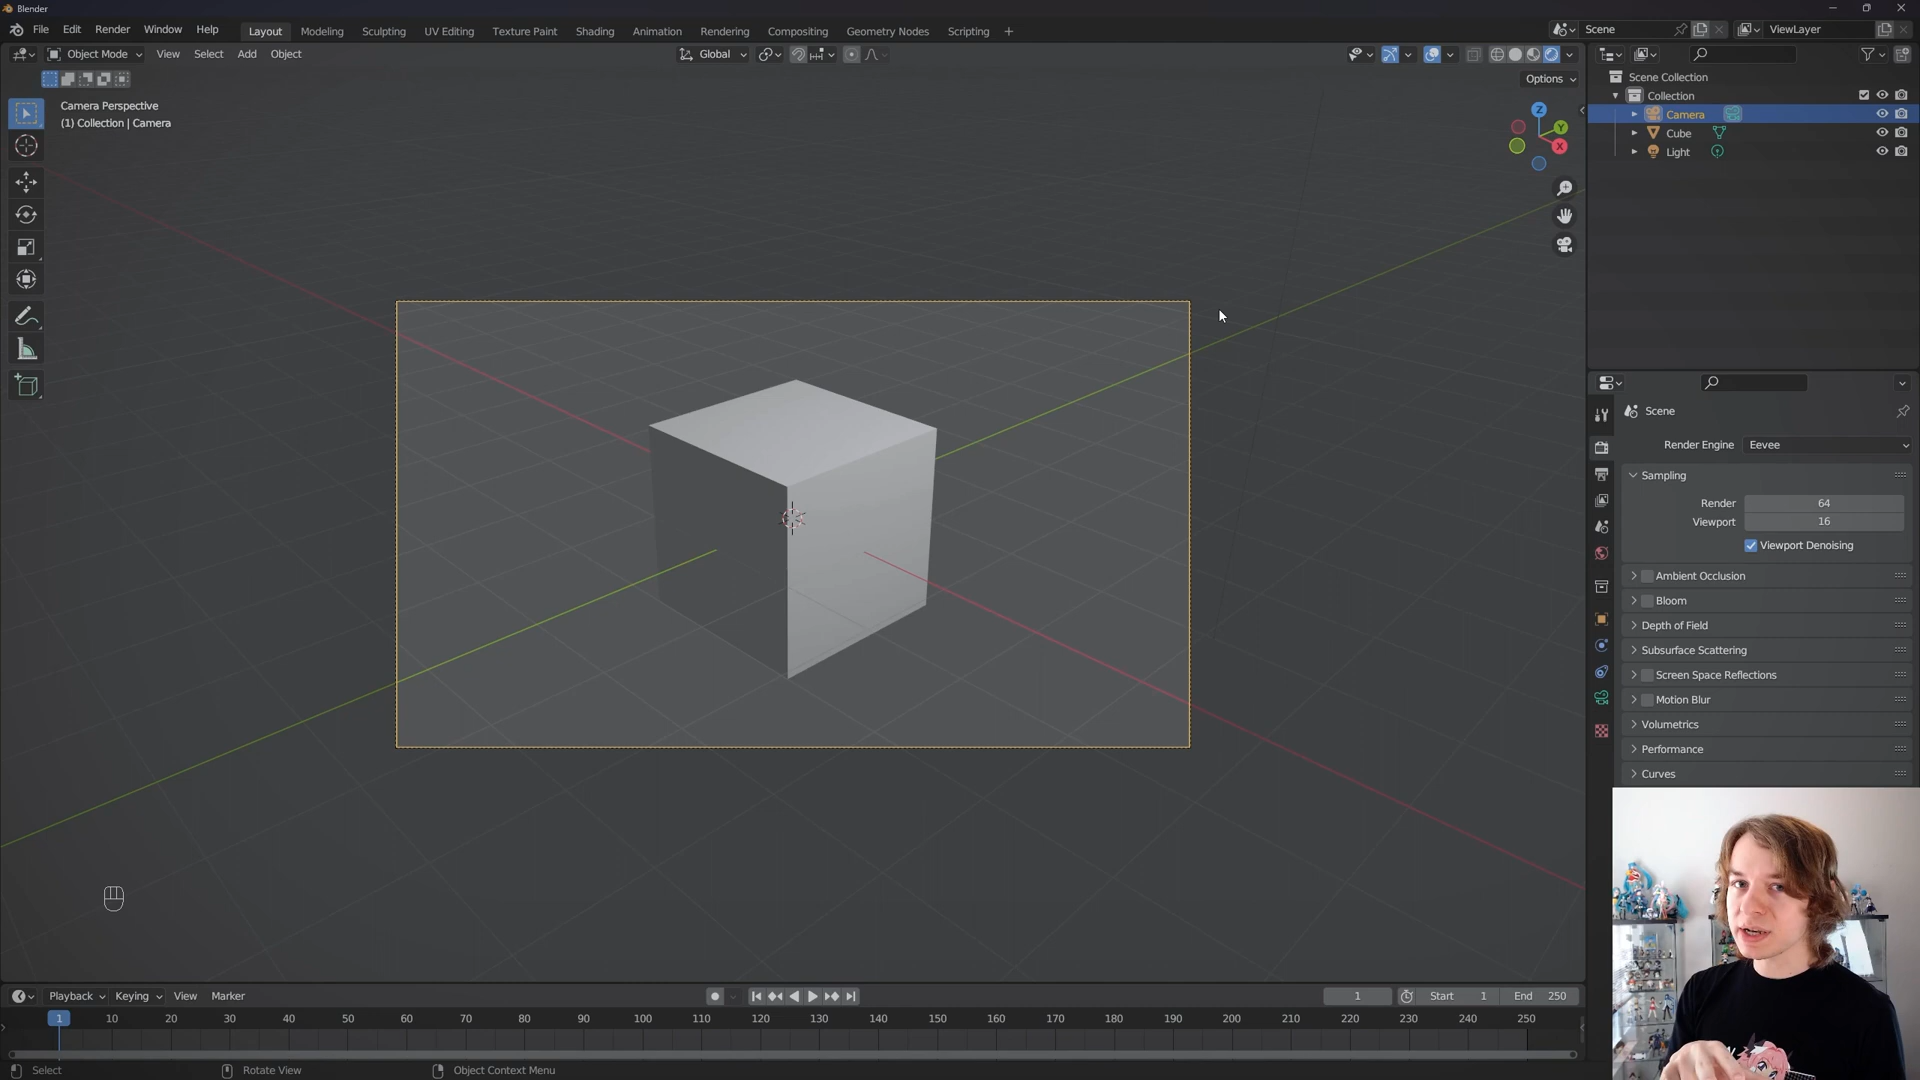 Blender
File Edit Render Window Help Layout Modeling Sculpting UV Editing Texture Paint Shading Animation Rendering Compositing Geometry Nodes Scripting + Scene ViewLayer
Object Mode View Select Add Object Global
Options
Camera Perspective
(1) Collection | Camera
Z
Y
X
Scene Collection
Collection
Camera
Cube
Light
Scene
Render Engine Eevee
Sampling
Render 64
Viewport 16
Viewport Denoising
Ambient Occlusion
Bloom
Depth of Field
Subsurface Scattering
Screen Space Reflections
Motion Blur
Volumetrics
Performance
Curves
Playback Keying View Marker 1 Start 1 End 250
1 10 20 30 40 50 60 70 80 90 100 110 120 130 140 150 160 170 180 190 200 210 220 230 240 250
Select Rotate View Object Context Menu